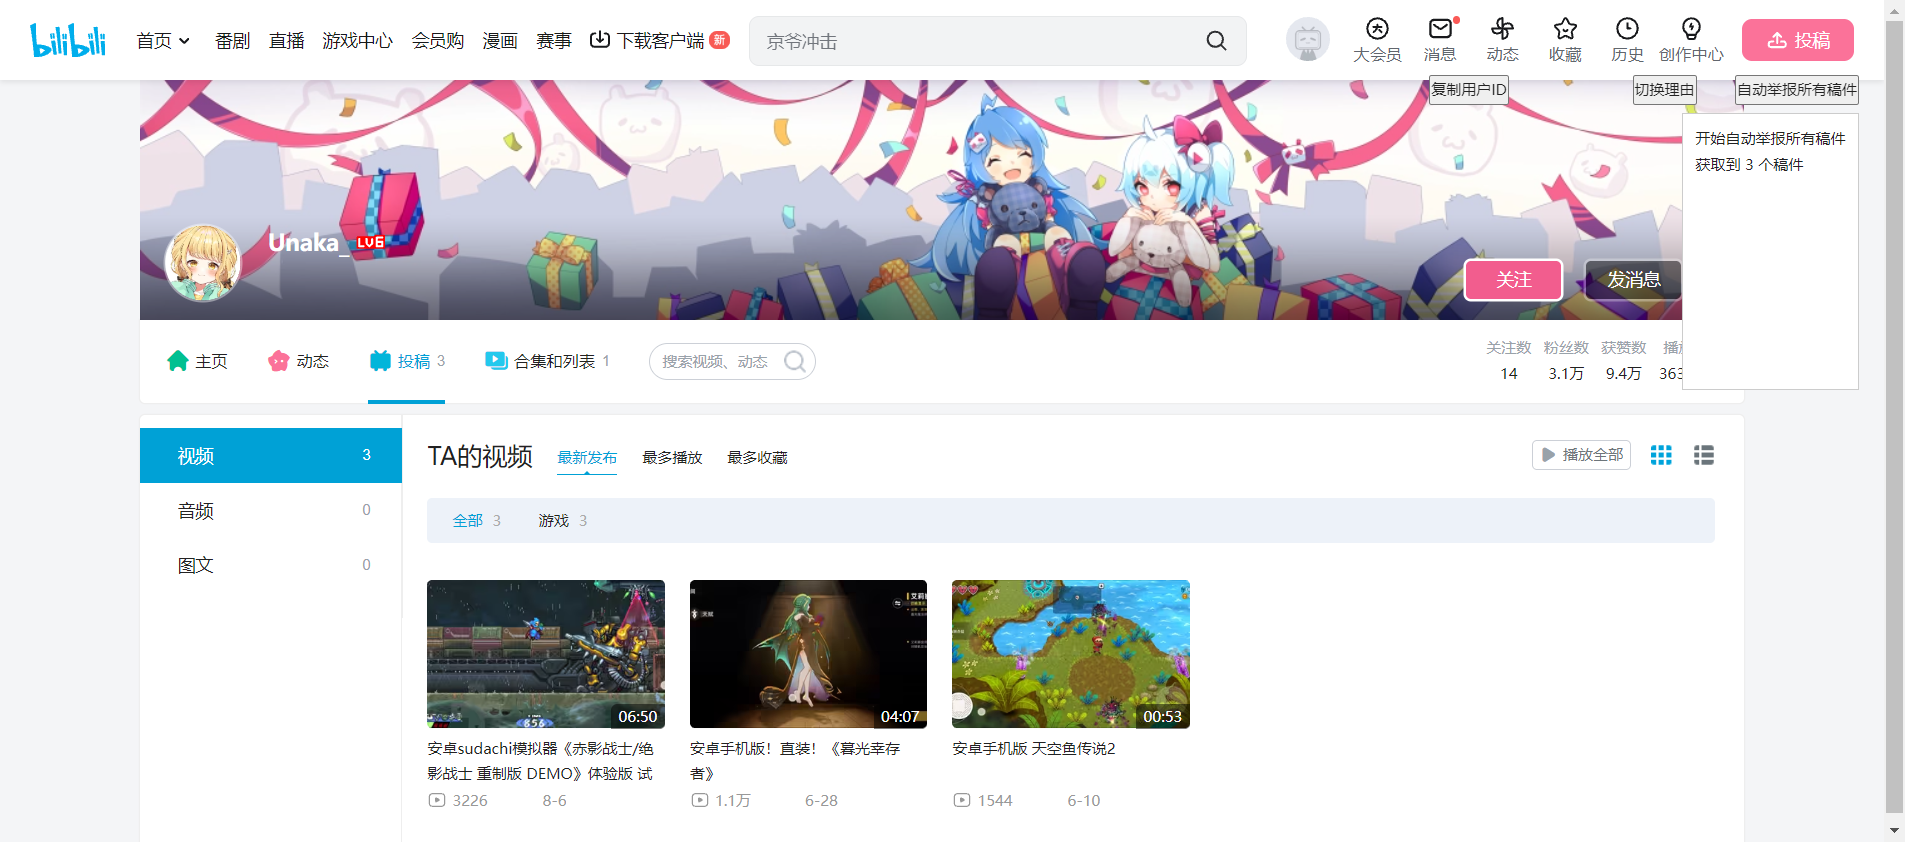 bilibili
首页
番剧
直播
游戏中心
会员购
漫画
赛事
下载客户端 新
京爷冲击
大会员
消息
动态
收藏
历史
创作中心
投稿
复制用户ID
切换理由
自动举报所有稿件
开始自动举报所有稿件
获取到 3 个稿件
Unaka_ LV6
关注
发消息
主页
动态
投稿 3
合集和列表 1
搜索视频、动态
关注数 粉丝数 获赞数
14 3.1万 9.4万 363
视频 3
音频 0
图文 0
TA的视频
最新发布
最多播放
最多收藏
播放全部
全部 3
游戏 3
06:50
04:07
00:53
安卓sudachi模拟器《赤影战士/绝
影战士 重制版 DEMO》体验版 试
3226 8-6
安卓手机版！直装！《暮光幸存
者》
1.1万 6-28
安卓手机版 天空鱼传说2
1544 6-10